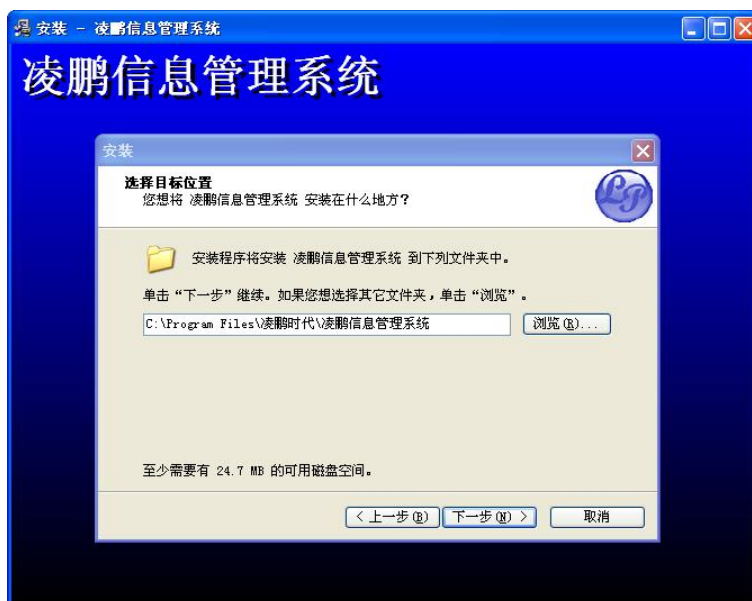 安装 - 凌鹏信息管理系统
凌鹏信息管理系统
安装
选择目标位置
您想将 凌鹏信息管理系统 安装在什么地方?
LP
安装程序将安装 凌鹏信息管理系统 到下列文件夹中。
单击“下一步”继续。如果您想选择其它文件夹,单击“浏览”。
C:\Program Files\凌鹏时代\凌鹏信息管理系统
浏览(R)...
至少需要有 24.7 MB 的可用磁盘空间。
< 上一步(B) 下一步(N) > 取消